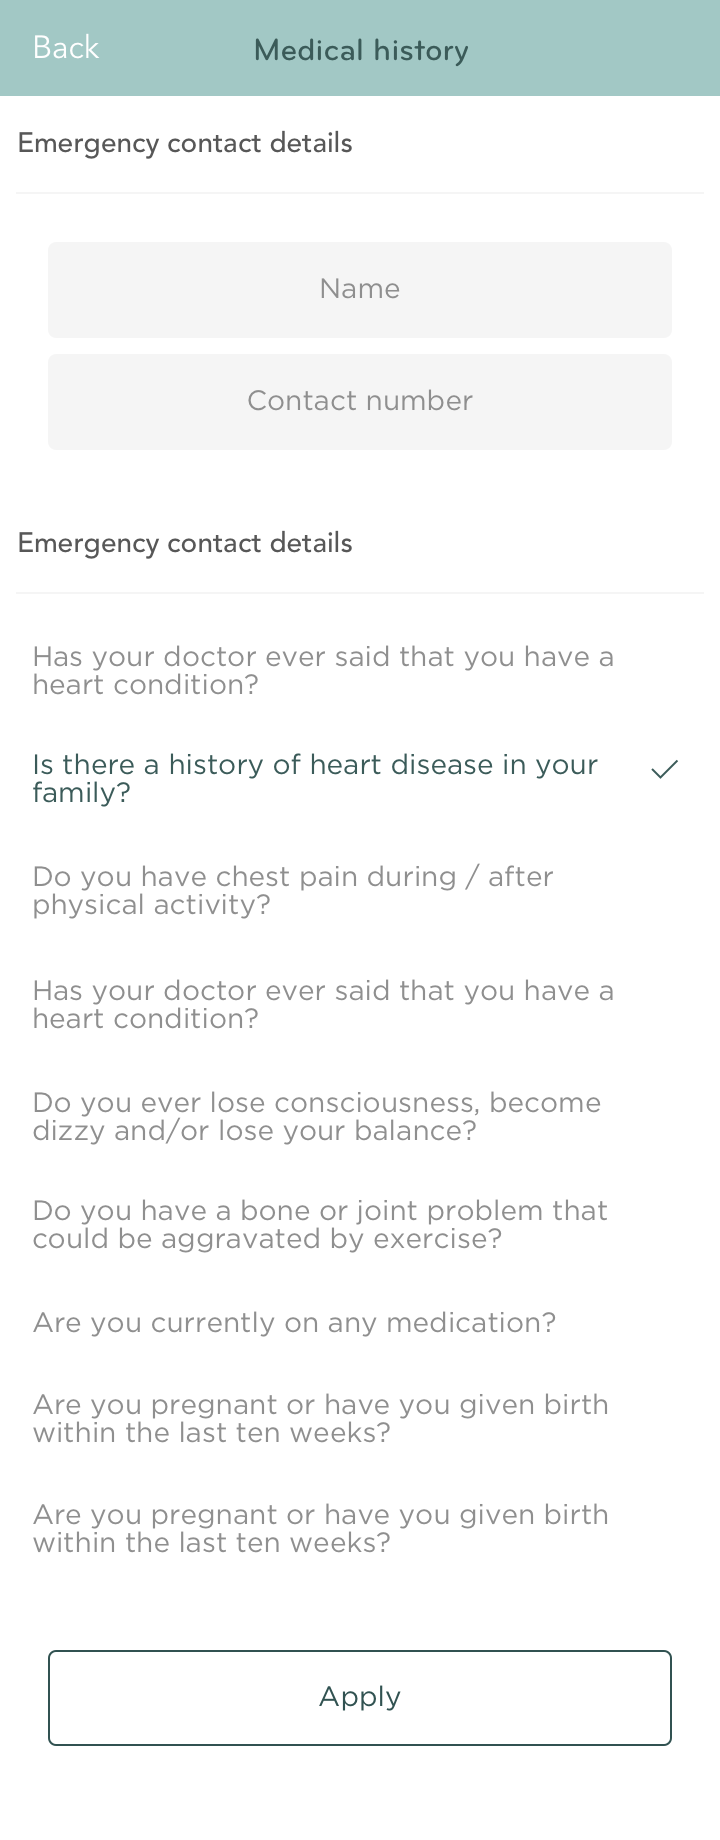 Back
Medical history
Emergency contact details
Name
Contact number
Emergency contact details
Has your doctor ever said that you have a
heart condition?
Is there a history of heart disease in your
family?
Do you have chest pain during / after
physical activity?
Has your doctor ever said that you have a
heart condition?
Do you ever lose consciousness, become
dizzy and/or lose your balance?
Do you have a bone or joint problem that
could be aggravated by exercise?
Are you currently on any medication?
Are you pregnant or have you given birth
within the last ten weeks?
Are you pregnant or have you given birth
within the last ten weeks?
Apply